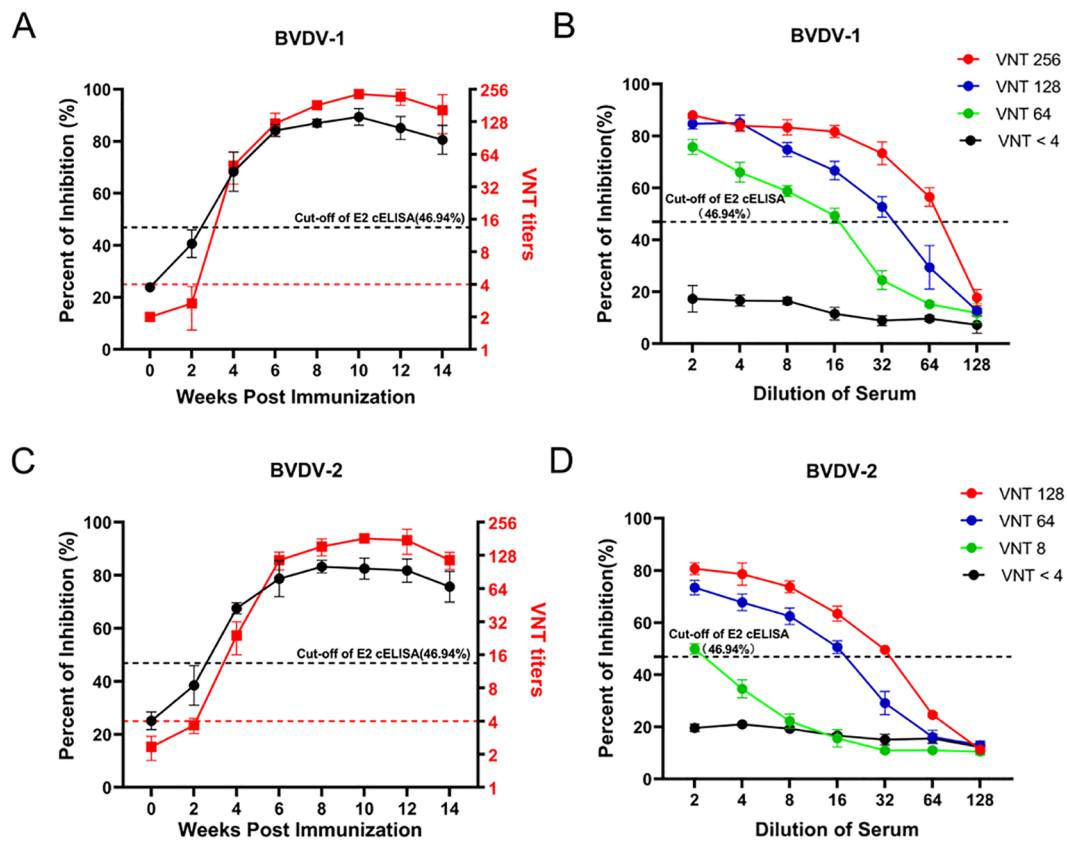 A
BVDV-1
Percent of Inhibition (%)
100
80
60
40
20
0
Cut-off of E2 cELISA(46.94%)
256
128
64
32
16
8
4
2
1
VNT titers
0 2 4 6 8 10 12 14
Weeks Post Immunization
B
BVDV-1
VNT 256
VNT 128
VNT 64
VNT < 4
Percent of Inhibition(%)
100
80
60
40
20
0
Cut-off of E2 cELISA
(46.94%)
2 4 8 16 32 64 128
Dilution of Serum
C
BVDV-2
Percent of Inhibition (%)
100
80
60
40
20
0
Cut-off of E2 cELISA(46.94%)
256
128
64
32
16
8
4
2
1
VNT titers
0 2 4 6 8 10 12 14
Weeks Post Immunization
D
BVDV-2
VNT 128
VNT 64
VNT 8
VNT < 4
Percent of Inhibition(%)
100
80
60
40
20
0
Cut-off of E2 cELISA
(46.94%)
2 4 8 16 32 64 128
Dilution of Serum